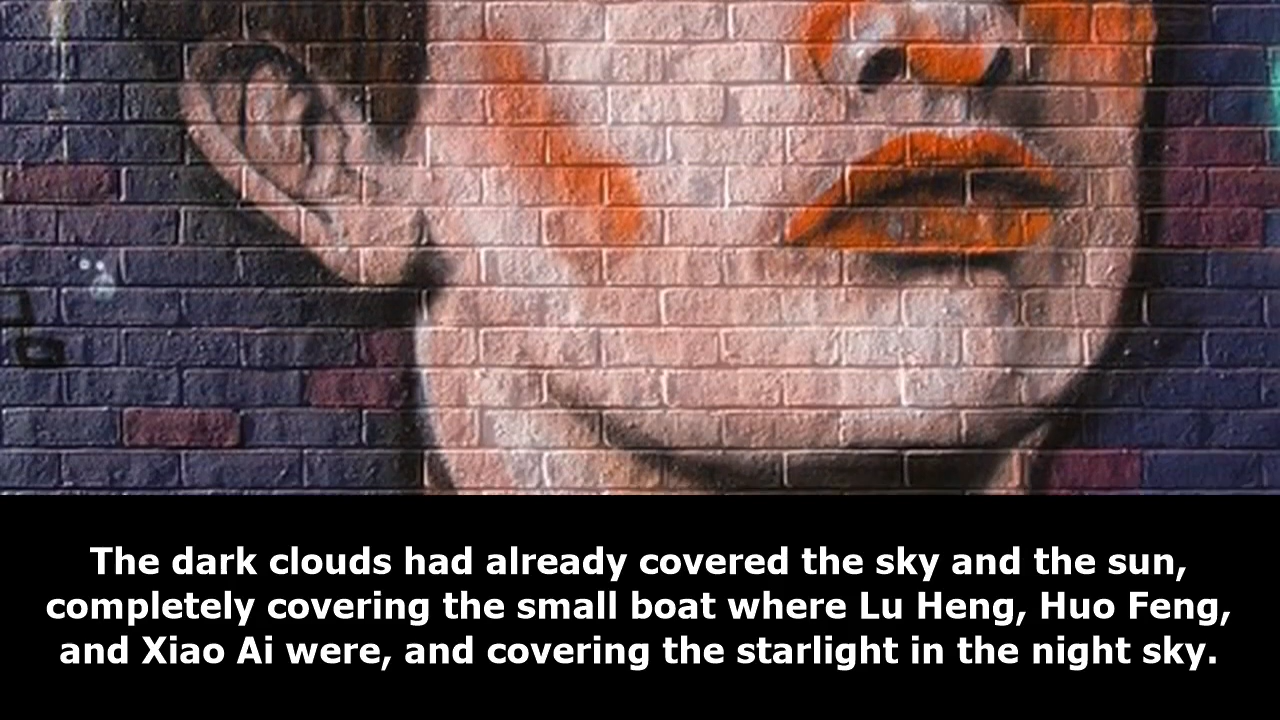 The dark clouds had already covered the sky and the sun,
completely covering the small boat where Lu Heng, Huo Feng,
and Xiao Ai were, and covering the starlight in the night sky.